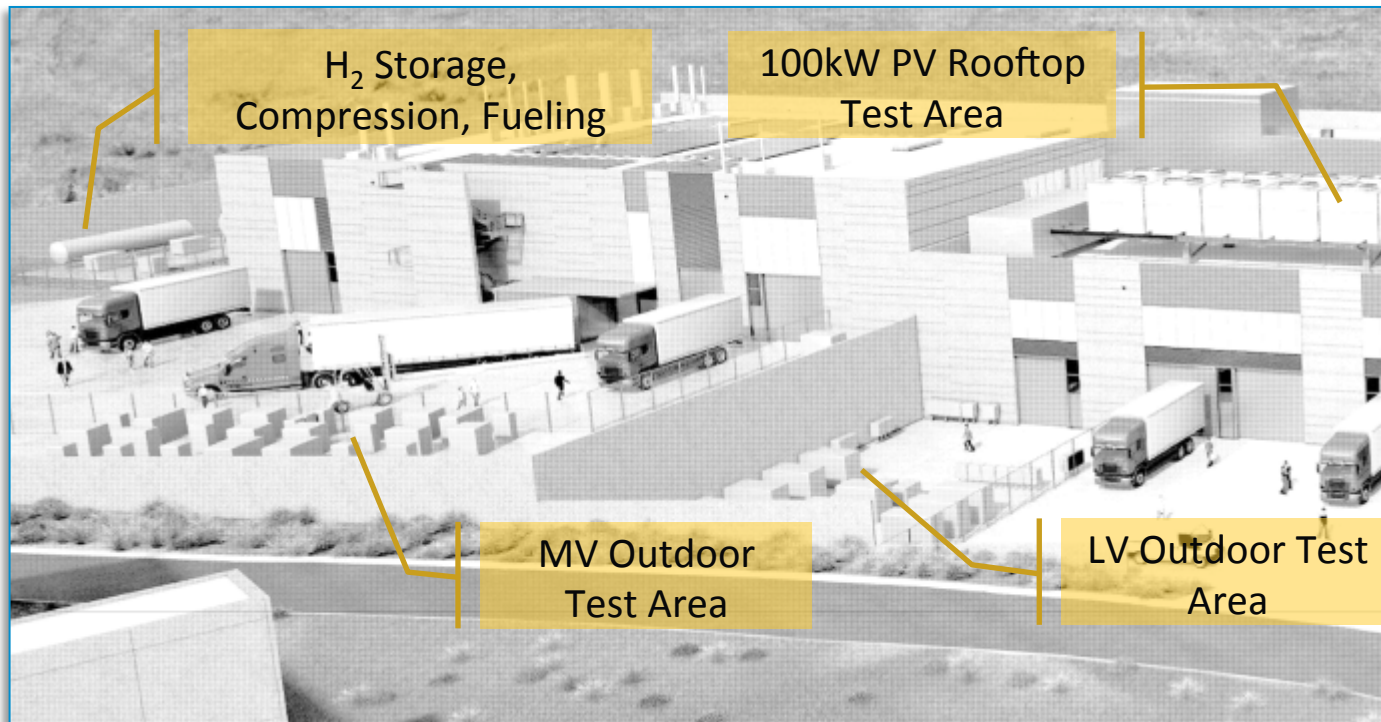 H₂ Storage,
Compression, Fueling
100kW PV Rooftop
Test Area
MV Outdoor
Test Area
LV Outdoor Test
Area